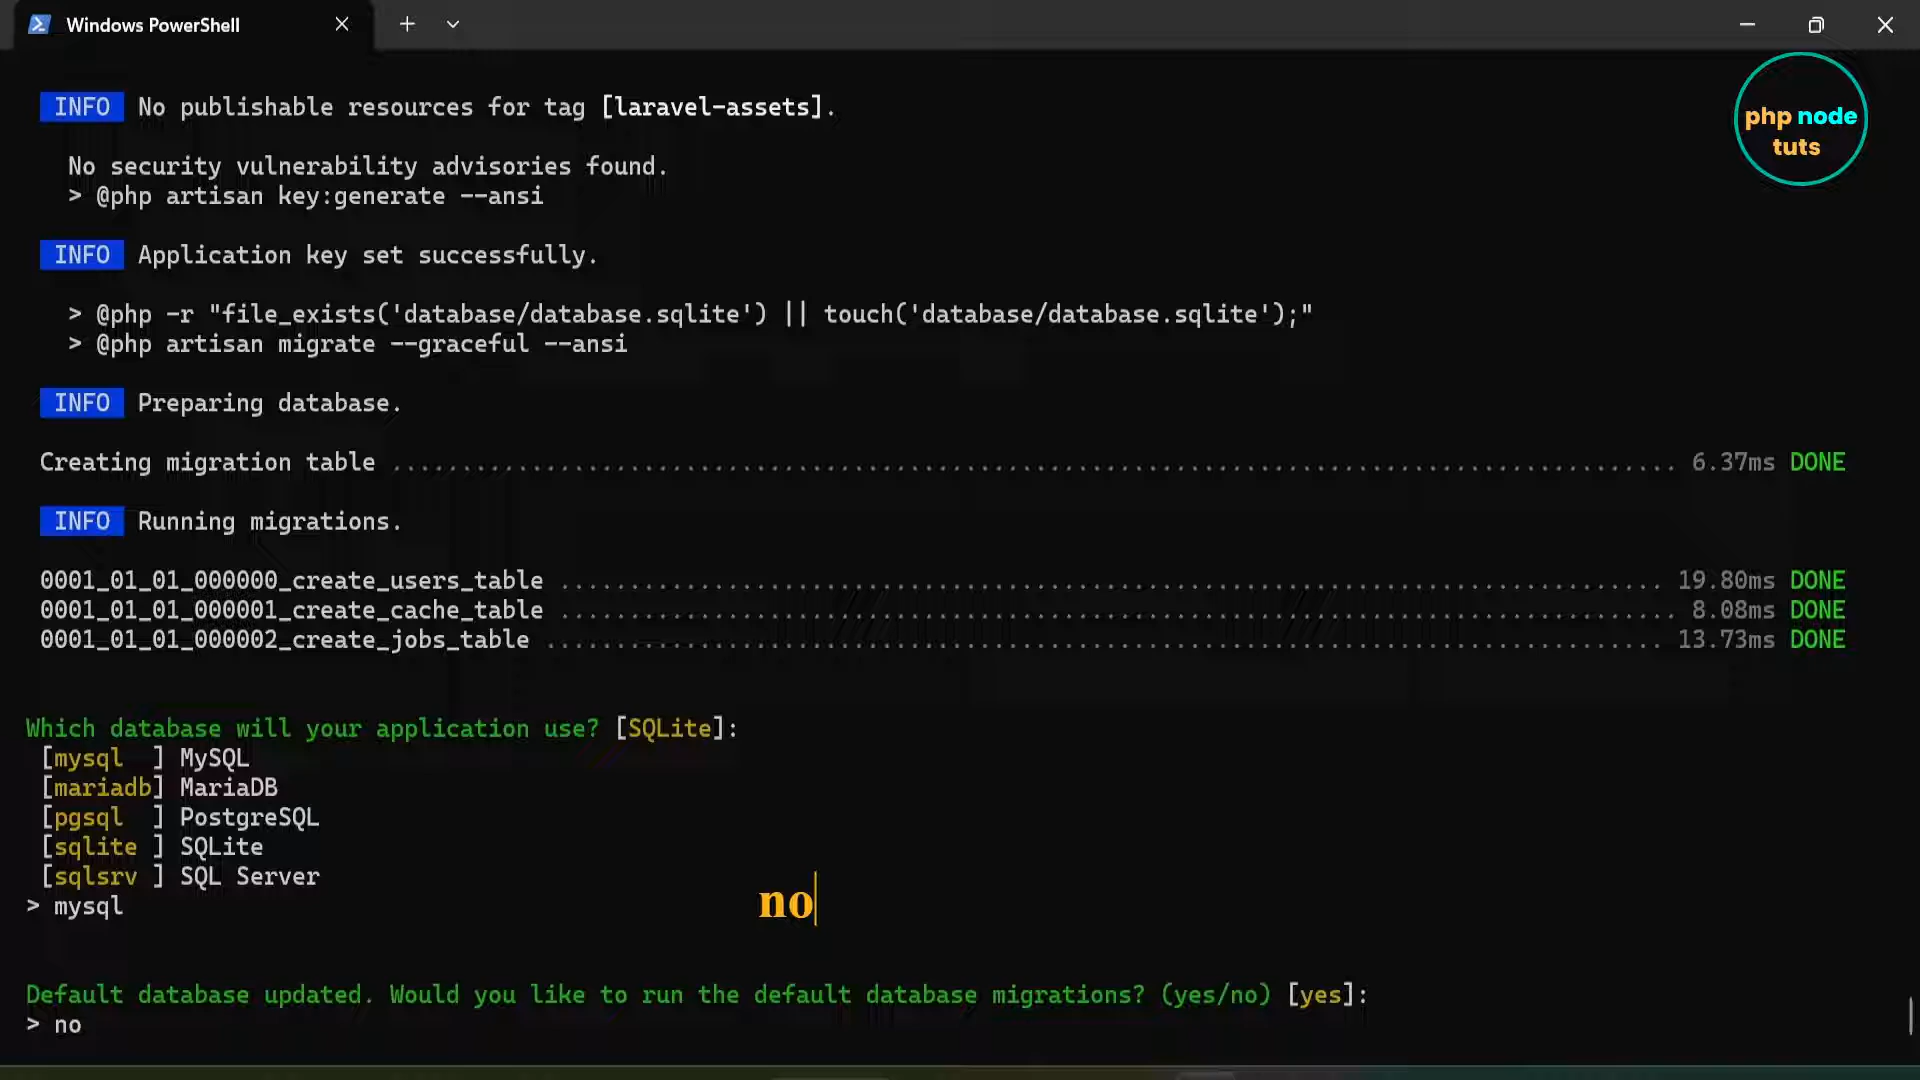 Windows PowerShell
INFO No publishable resources for tag [laravel-assets].
No security vulnerability advisories found.
> @php artisan key:generate --ansi
INFO Application key set successfully.
> @php -r "file_exists('database/database.sqlite') || touch('database/database.sqlite');"
> @php artisan migrate --graceful --ansi
INFO Preparing database.
Creating migration table ........................................................................................... 6.37ms DONE
INFO Running migrations.
0001_01_01_000000_create_users_table .............................................................................. 19.80ms DONE
0001_01_01_000001_create_cache_table ............................................................................... 8.08ms DONE
0001_01_01_000002_create_jobs_table ............................................................................... 13.73ms DONE
Which database will your application use? [SQLite]:
[mysql  ] MySQL
[mariadb] MariaDB
[pgsql  ] PostgreSQL
[sqlite ] SQLite
[sqlsrv ] SQL Server
> mysql
no
Default database updated. Would you like to run the default database migrations? (yes/no) [yes]:
> no
php node
tuts